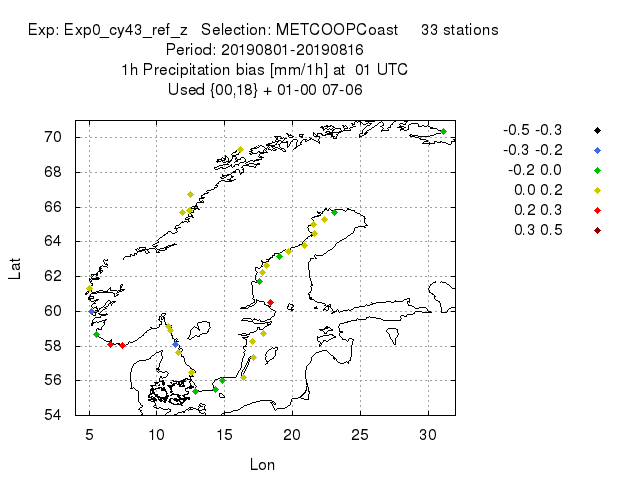 Exp: Exp0_cy43_ref_z Selection: METCOOPCoast 33 stations
Period: 20190801-20190816
1h Precipitation bias [mm/1h] at 01 UTC
Used {00,18} + 01-00 07-06
-0.5 -0.3
-0.3 -0.2
-0.2 0.0
0.0 0.2
0.2 0.3
0.3 0.5
70
68
66
64
62
60
58
56
54
Lat
5 10 15 20 25 30
Lon